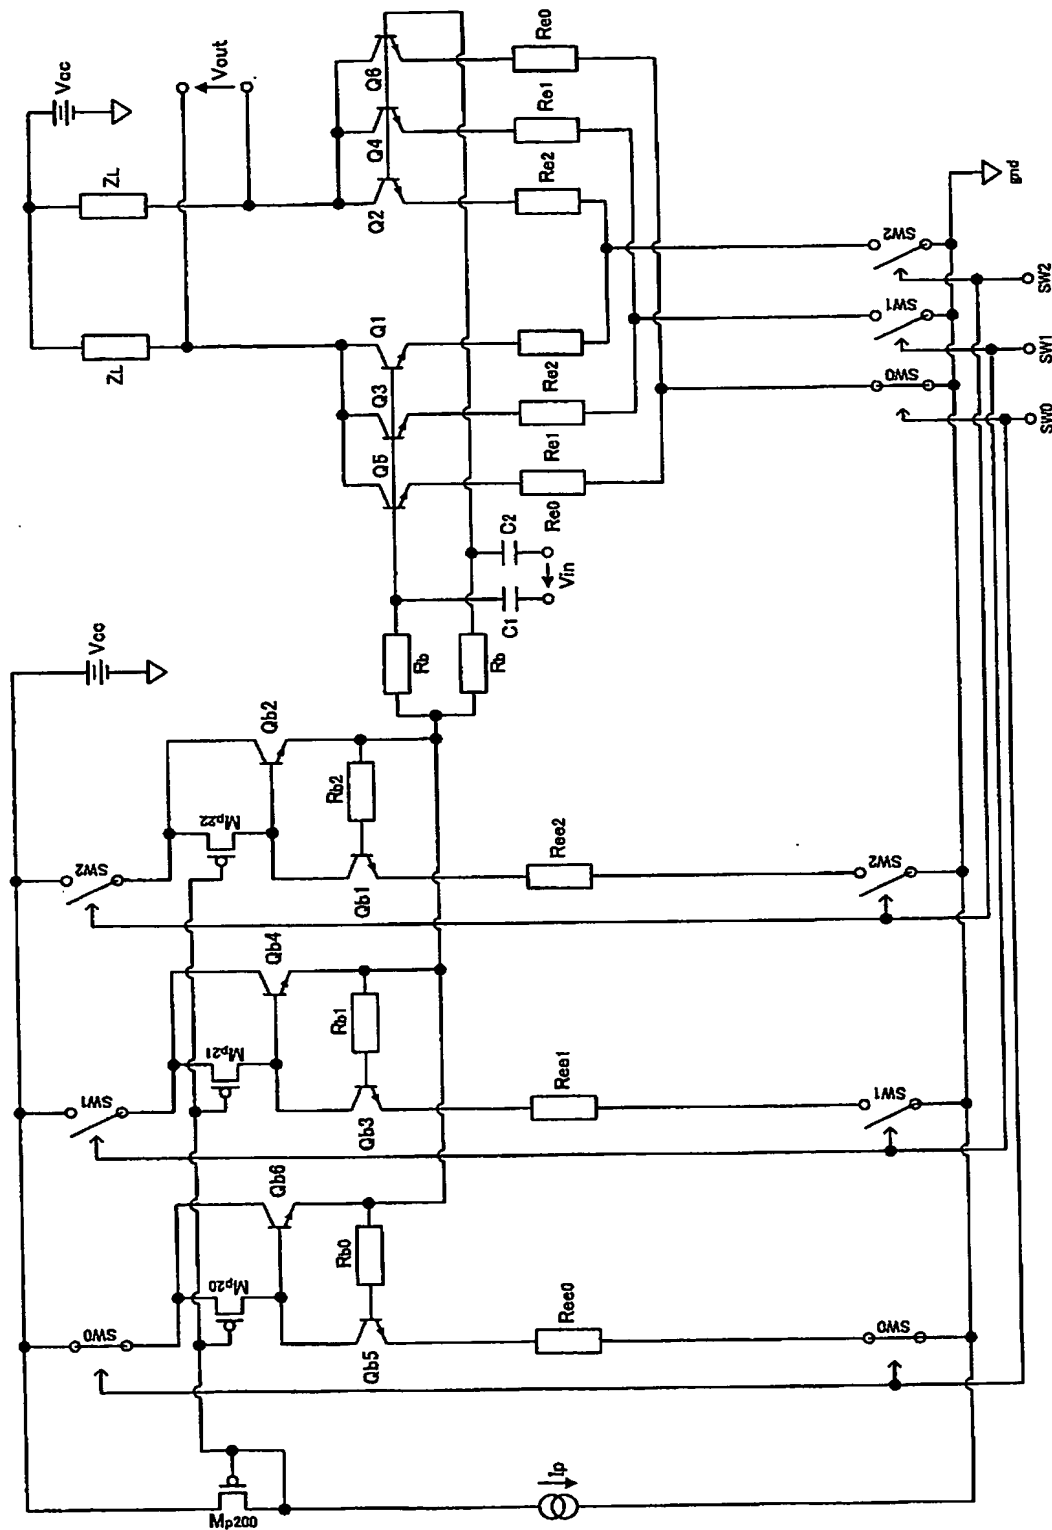 Vcc
ZL
ZL
Vout
Q6
Q4
Q2
Q1
Q3
Q5
Re0
Re1
Re2
Re2
Re1
Re0
C2
Vin
C1
Rb
Rb
SW2
SW1
SW0
gnd
SW2
SW1
SW0
Vcc
SW2
Mp22
Qb2
Rb2
Qb1
Ree2
SW2
SW1
Mp21
Qb4
Rb1
Qb3
Ree1
SW1
SW0
Mp20
Qb6
Rb0
Qb5
Ree0
SW0
Mp200
Ip